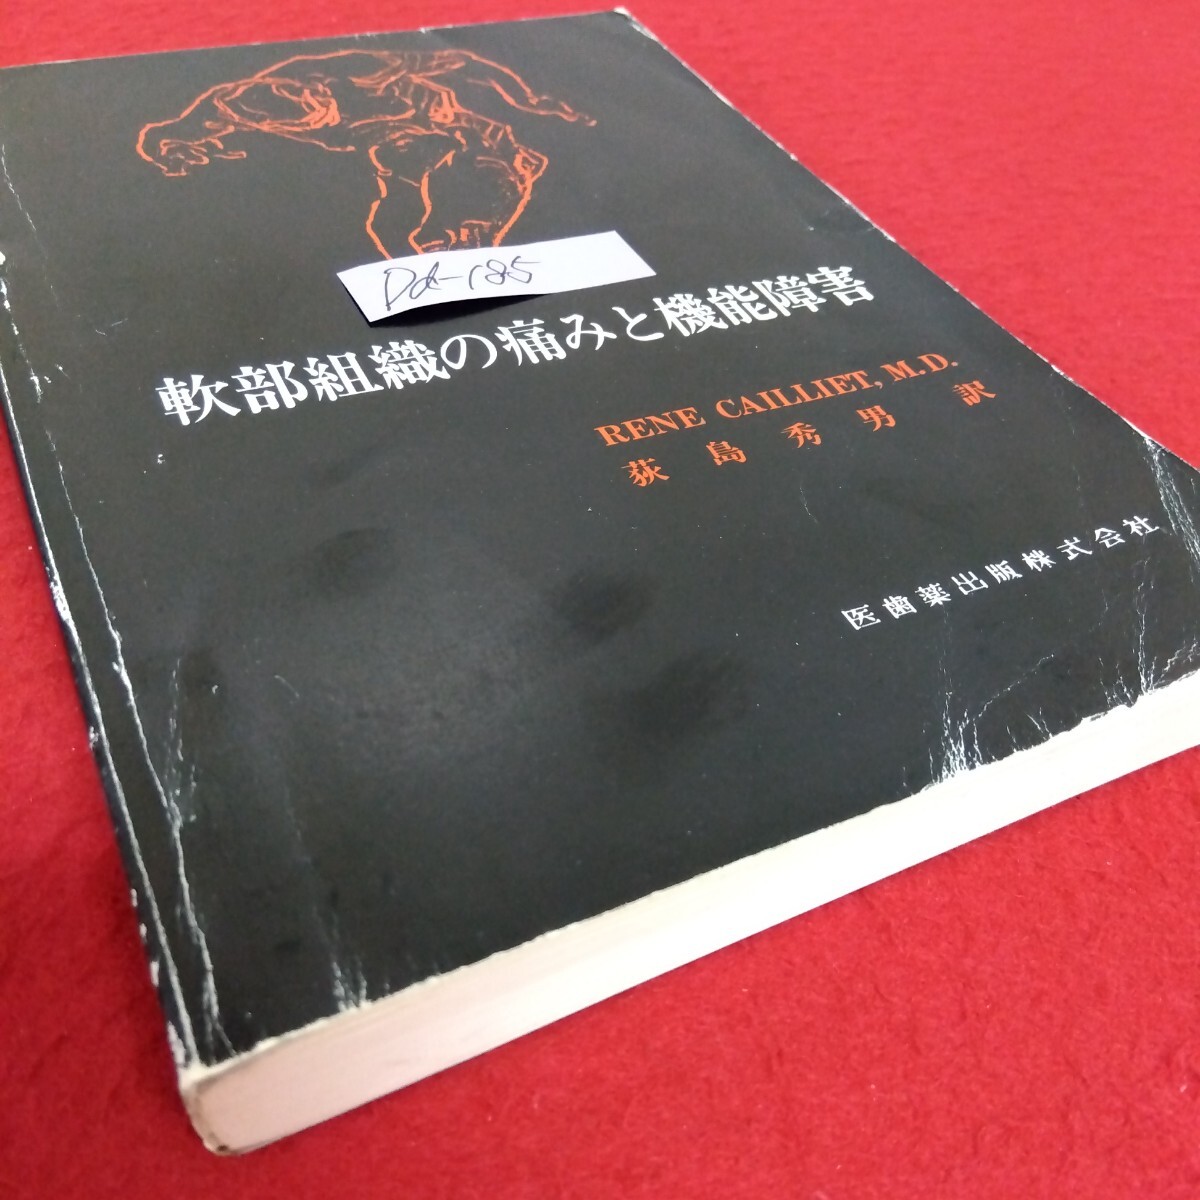 Dd-185
軟部組織の痛みと機能障害
RENE CAILLIET, M.D.
荻島秀男 訳
医歯薬出版株式会社